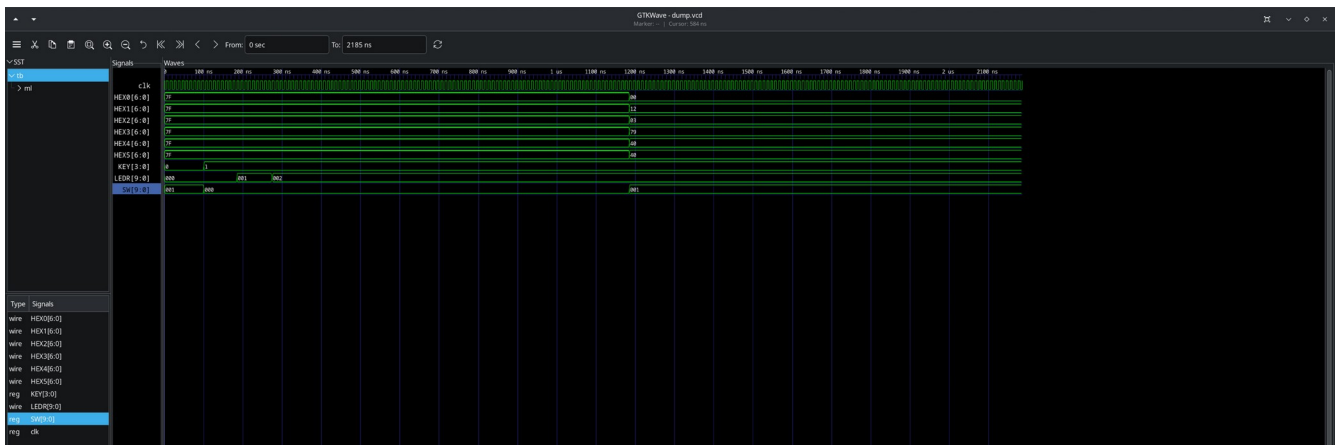 GTKWave - dump.vcd
Marker: -- | Cursor: 584 ns
From: 0 sec To: 2185 ns
SST
tb
ml
Signals
clk
HEX0[6:0]
HEX1[6:0]
HEX2[6:0]
HEX3[6:0]
HEX4[6:0]
HEX5[6:0]
KEY[3:0]
LEDR[9:0]
SW[9:0]
Waves
0 100 ns 200 ns 300 ns 400 ns 500 ns 600 ns 700 ns 800 ns 900 ns 1 us 1100 ns 1200 ns 1300 ns 1400 ns 1500 ns 1600 ns 1700 ns 1800 ns 1900 ns 2 us 2100 ns
7F 00
7F 12
7F 03
7F 79
7F 40
7F 40
0 1
000 001 002
001 000 001
Type Signals
wire HEX0[6:0]
wire HEX1[6:0]
wire HEX2[6:0]
wire HEX3[6:0]
wire HEX4[6:0]
wire HEX5[6:0]
reg KEY[3:0]
wire LEDR[9:0]
reg SW[9:0]
reg clk